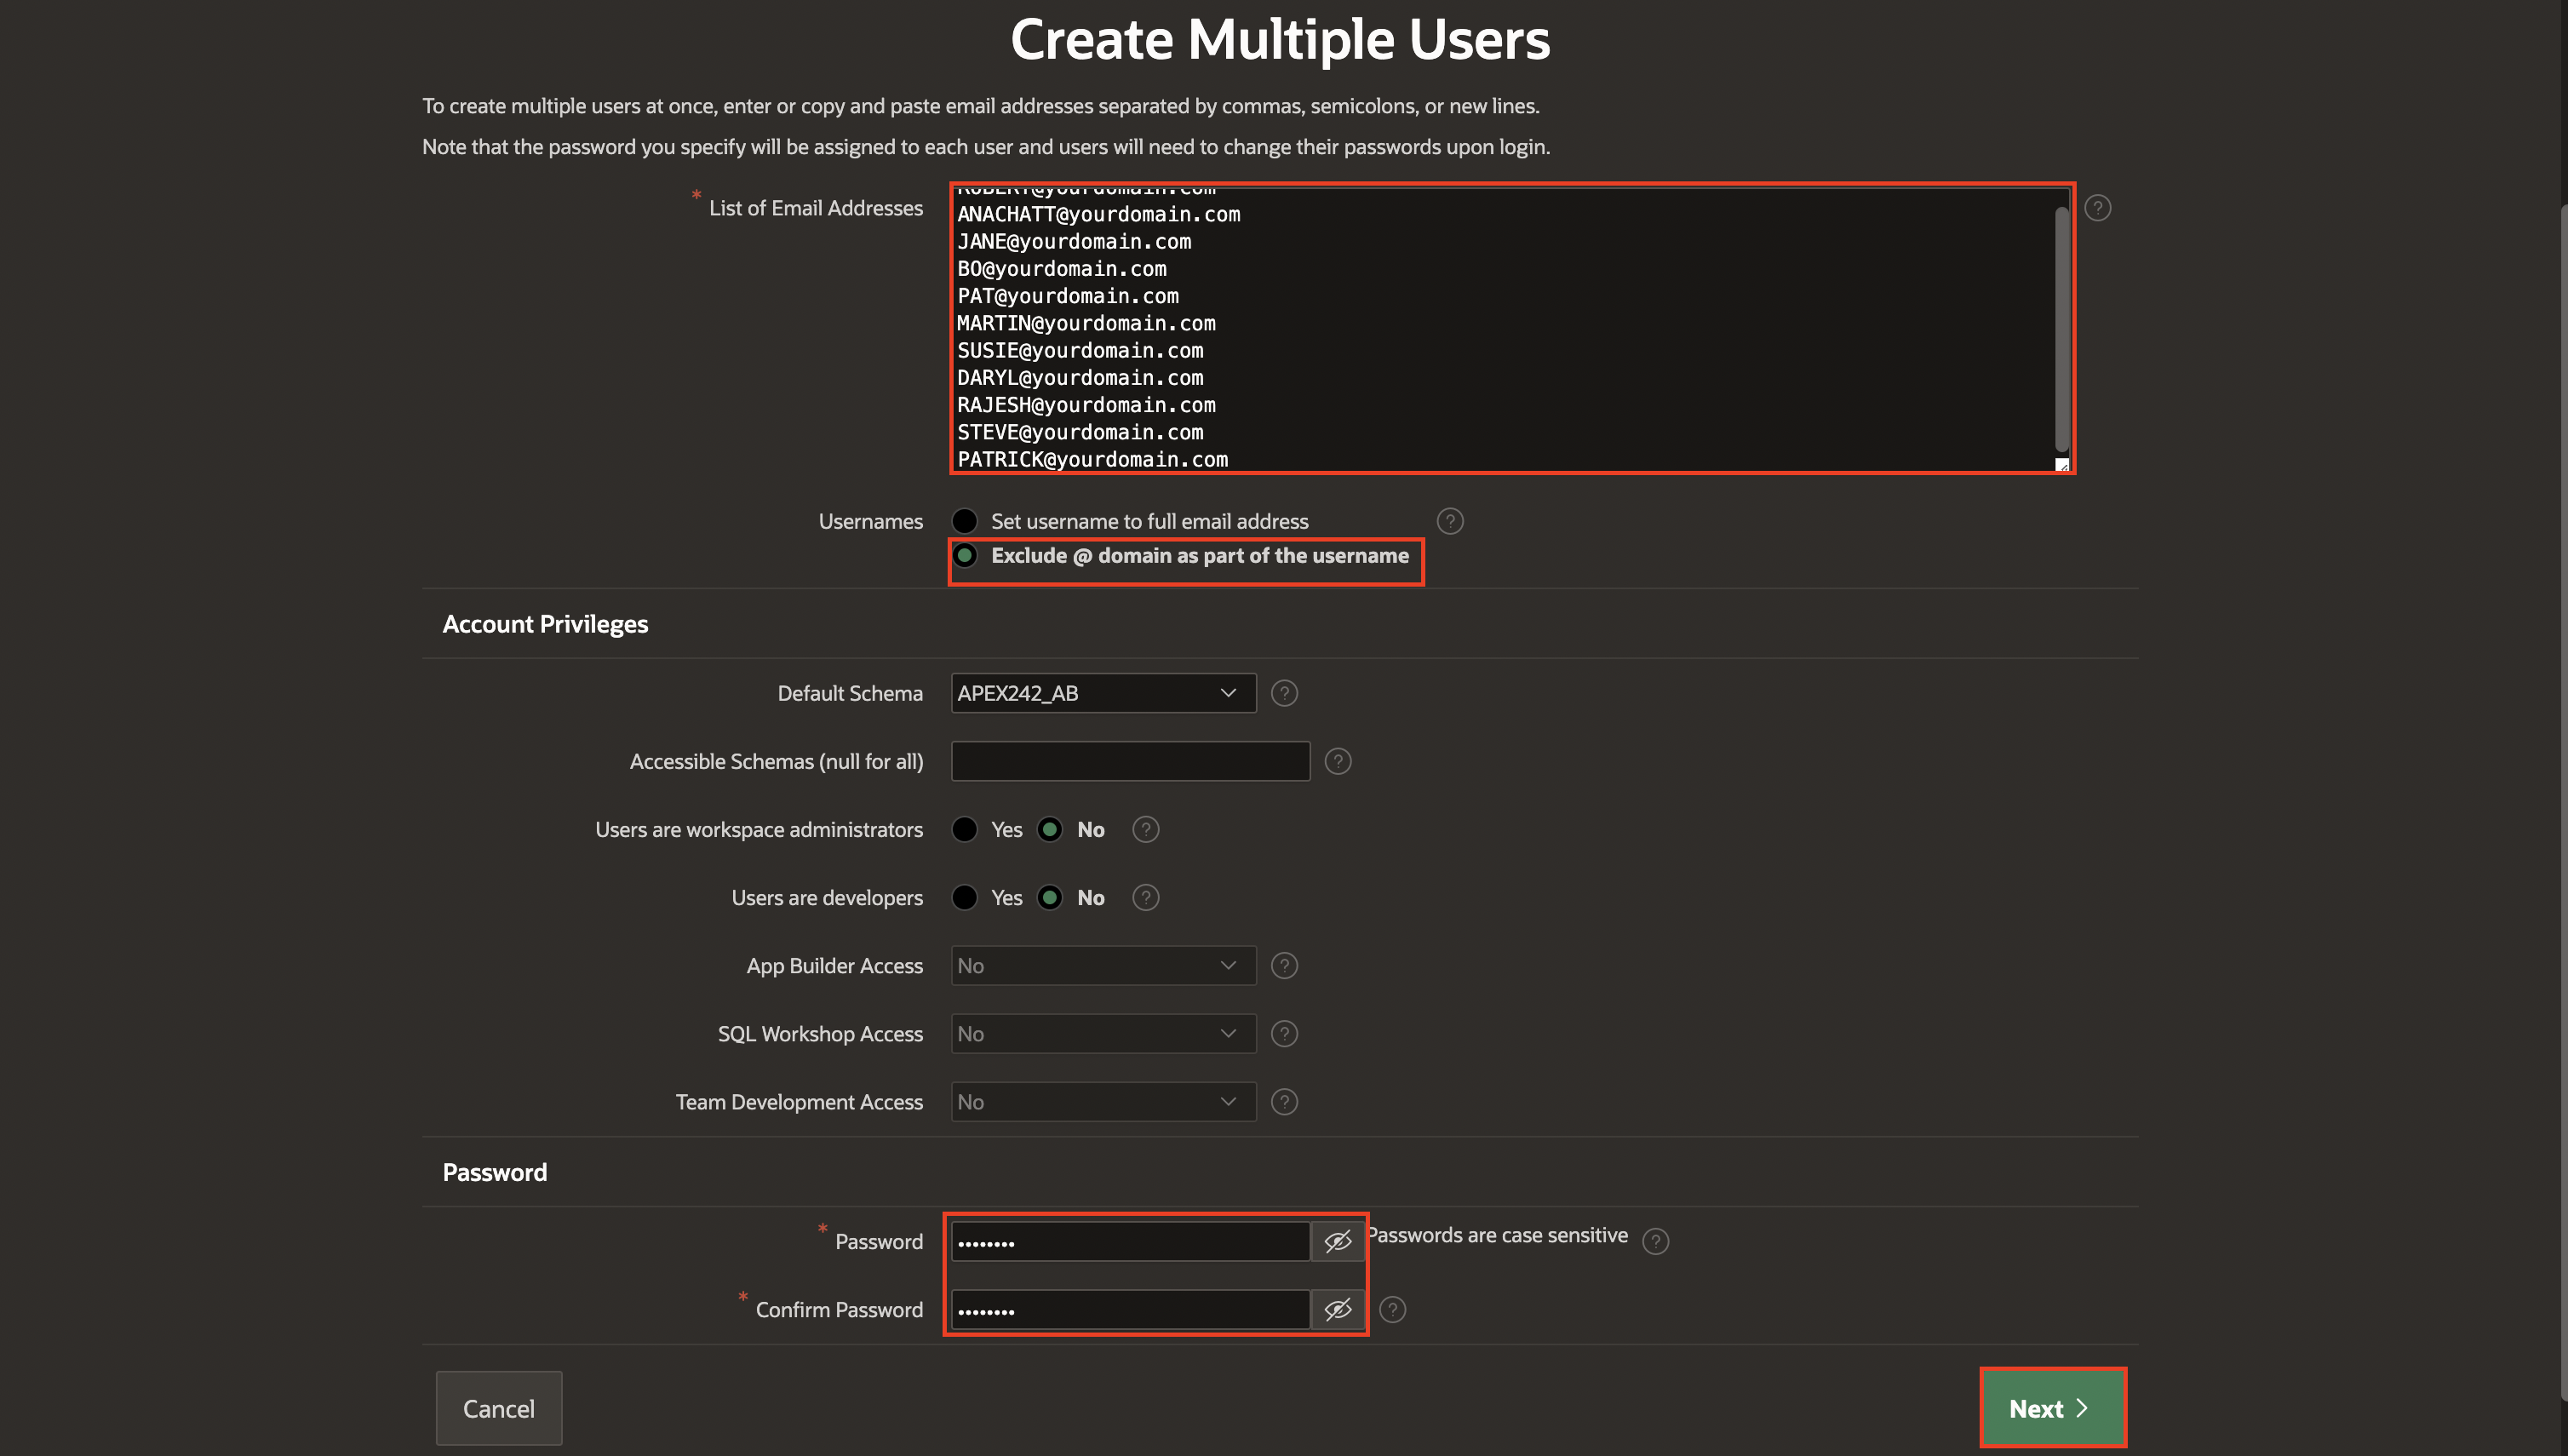 Create Multiple Users
To create multiple users at once, enter or copy and paste email addresses separated by commas, semicolons, or new lines.
Note that the password you specify will be assigned to each user and users will need to change their passwords upon login.
* List of Email Addresses
ROBERT@yourdomain.com
ANACHATT@yourdomain.com
JANE@yourdomain.com
BO@yourdomain.com
PAT@yourdomain.com
MARTIN@yourdomain.com
SUSIE@yourdomain.com
DARYL@yourdomain.com
RAJESH@yourdomain.com
STEVE@yourdomain.com
PATRICK@yourdomain.com
Usernames Set username to full email address
Exclude @ domain as part of the username
Account Privileges
Default Schema APEX242_AB
Accessible Schemas (null for all)
Users are workspace administrators Yes No
Users are developers Yes No
App Builder Access No
SQL Workshop Access No
Team Development Access No
Password
* Password •••••••• Passwords are case sensitive
* Confirm Password ••••••••
Cancel Next